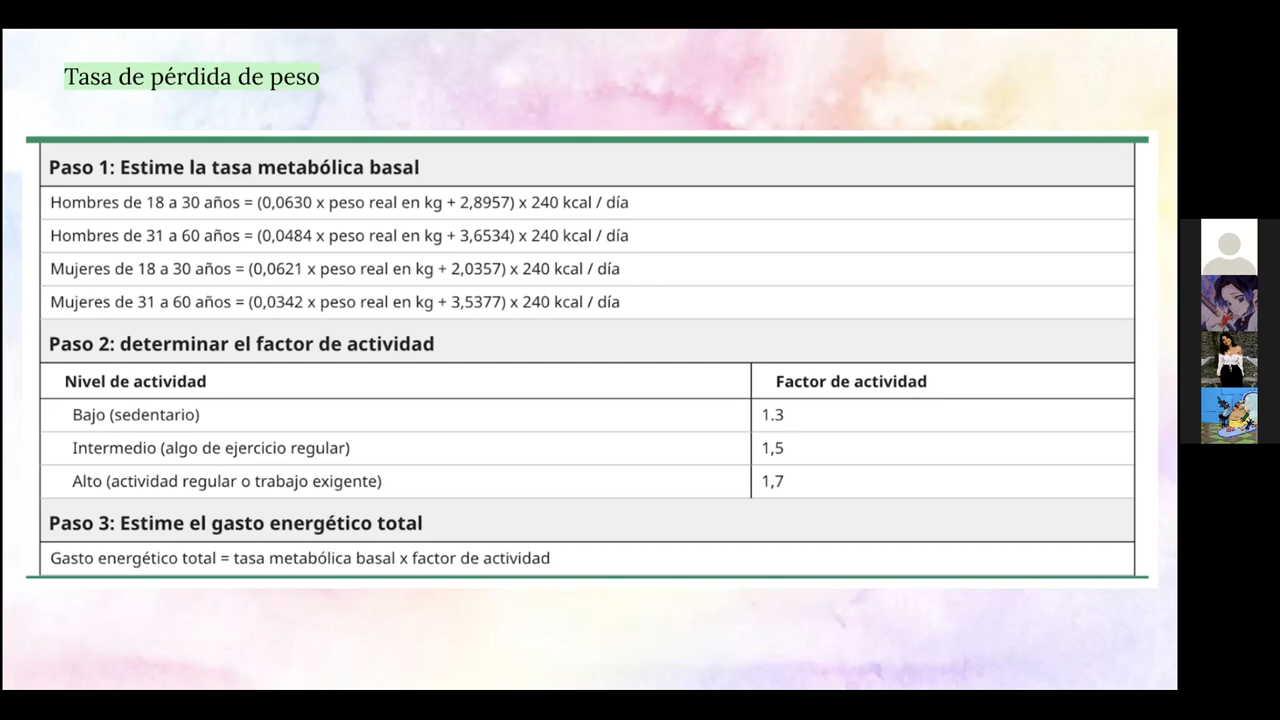 Tasa de pérdida de peso
Paso 1: Estime la tasa metabólica basal
Hombres de 18 a 30 años = (0,0630 x peso real en kg + 2,8957) x 240 kcal / día
Hombres de 31 a 60 años = (0,0484 x peso real en kg + 3,6534) x 240 kcal / día
Mujeres de 18 a 30 años = (0,0621 x peso real en kg + 2,0357) x 240 kcal / día
Mujeres de 31 a 60 años = (0,0342 x peso real en kg + 3,5377) x 240 kcal / día
Paso 2: determinar el factor de actividad
Nivel de actividad Factor de actividad
Bajo (sedentario) 1.3
Intermedio (algo de ejercicio regular) 1,5
Alto (actividad regular o trabajo exigente) 1,7
Paso 3: Estime el gasto energético total
Gasto energético total = tasa metabólica basal x factor de actividad